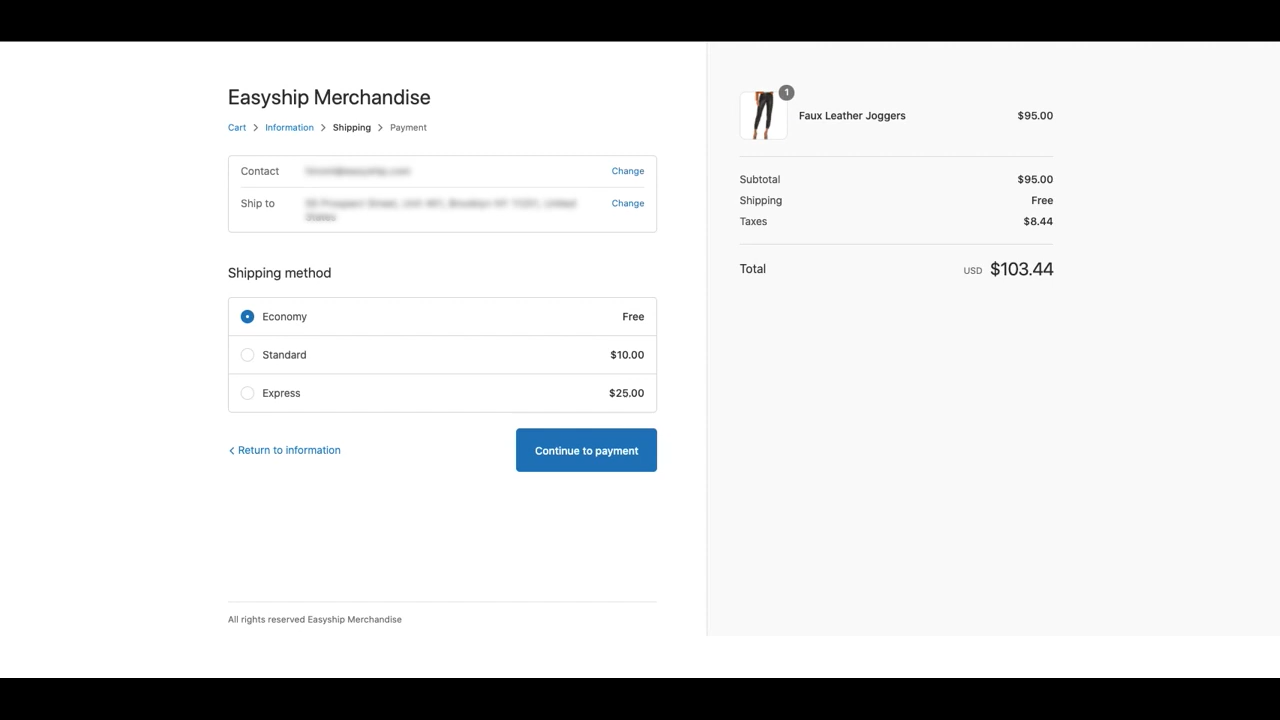 Easyship Merchandise
Cart > Information > Shipping > Payment
Contact Change
Ship to Change
Shipping method
Economy Free
Standard $10.00
Express $25.00
Return to information
Continue to payment
All rights reserved Easyship Merchandise
1
Faux Leather Joggers $95.00
Subtotal $95.00
Shipping Free
Taxes $8.44
Total USD $103.44